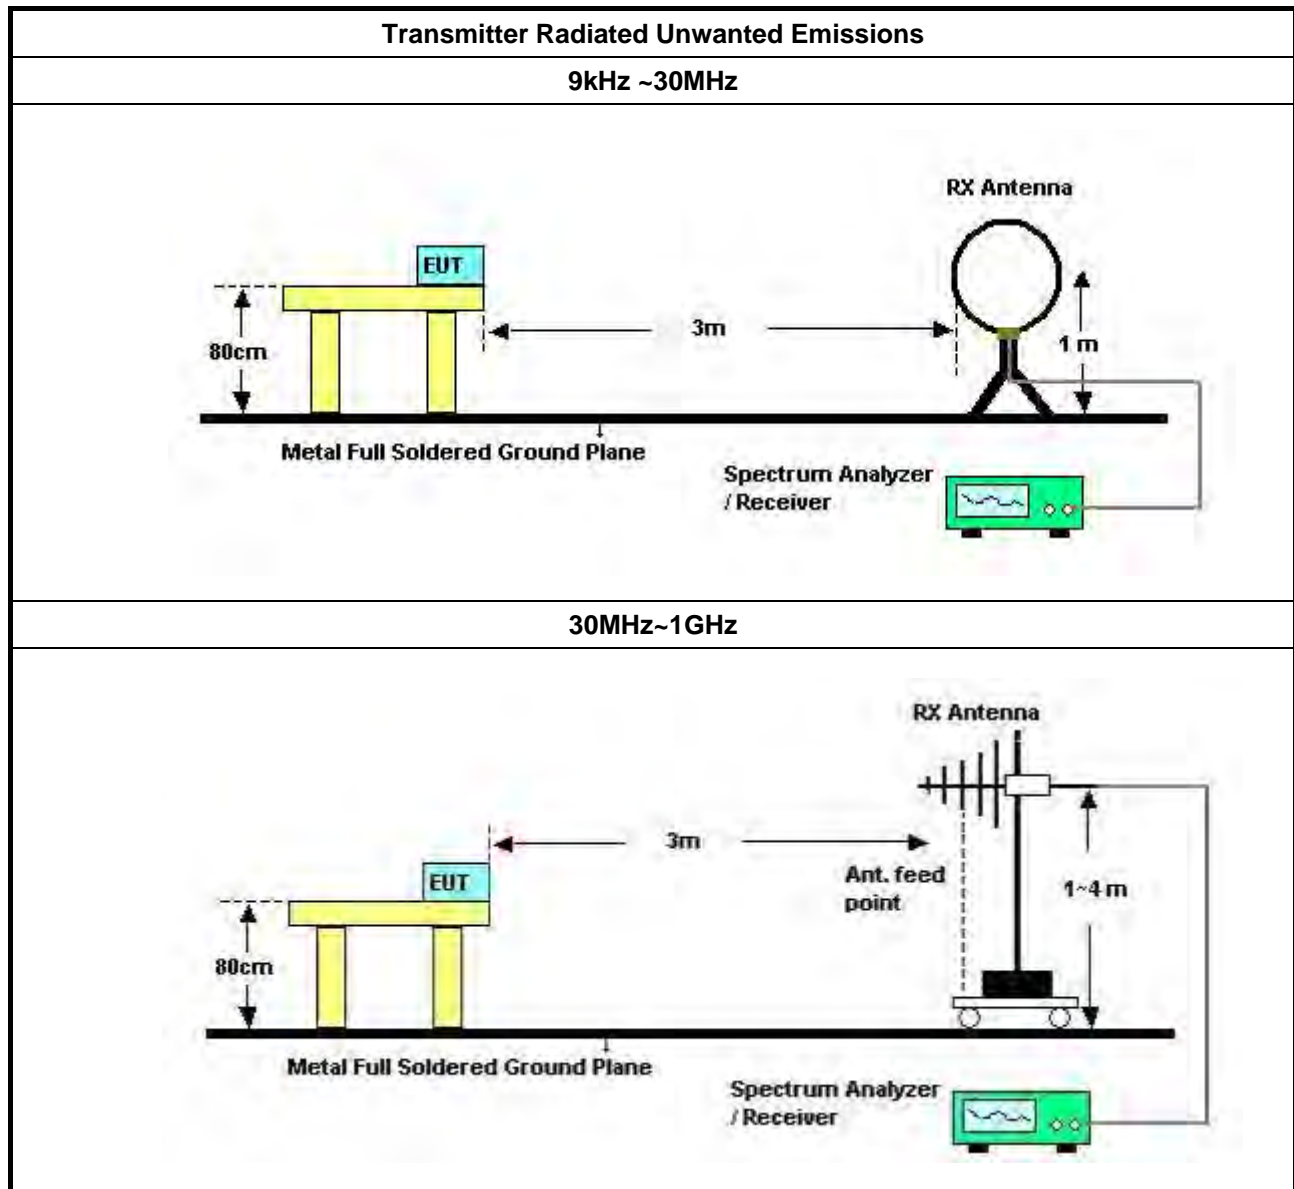 Transmitter Radiated Unwanted Emissions
9kHz ~30MHz
RX Antenna
EUT
3m
80cm
1 m
Metal Full Soldered Ground Plane
Spectrum Analyzer
/ Receiver
30MHz~1GHz
RX Antenna
3m
EUT
Ant. feed
point
1~4 m
80cm
Metal Full Soldered Ground Plane
Spectrum Analyzer
/ Receiver